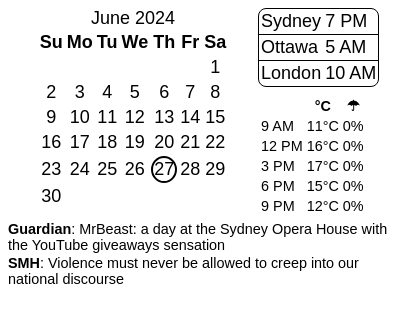 June 2024
Su Mo Tu We Th Fr Sa
1
2 3 4 5 6 7 8
9 10 11 12 13 14 15
16 17 18 19 20 21 22
23 24 25 26 27 28 29
30
Sydney 7 PM
Ottawa 5 AM
London 10 AM
°C ☂
9 AM 11°C 0%
12 PM 16°C 0%
3 PM 17°C 0%
6 PM 15°C 0%
9 PM 12°C 0%
Guardian: MrBeast: a day at the Sydney Opera House with
the YouTube giveaways sensation
SMH: Violence must never be allowed to creep into our
national discourse